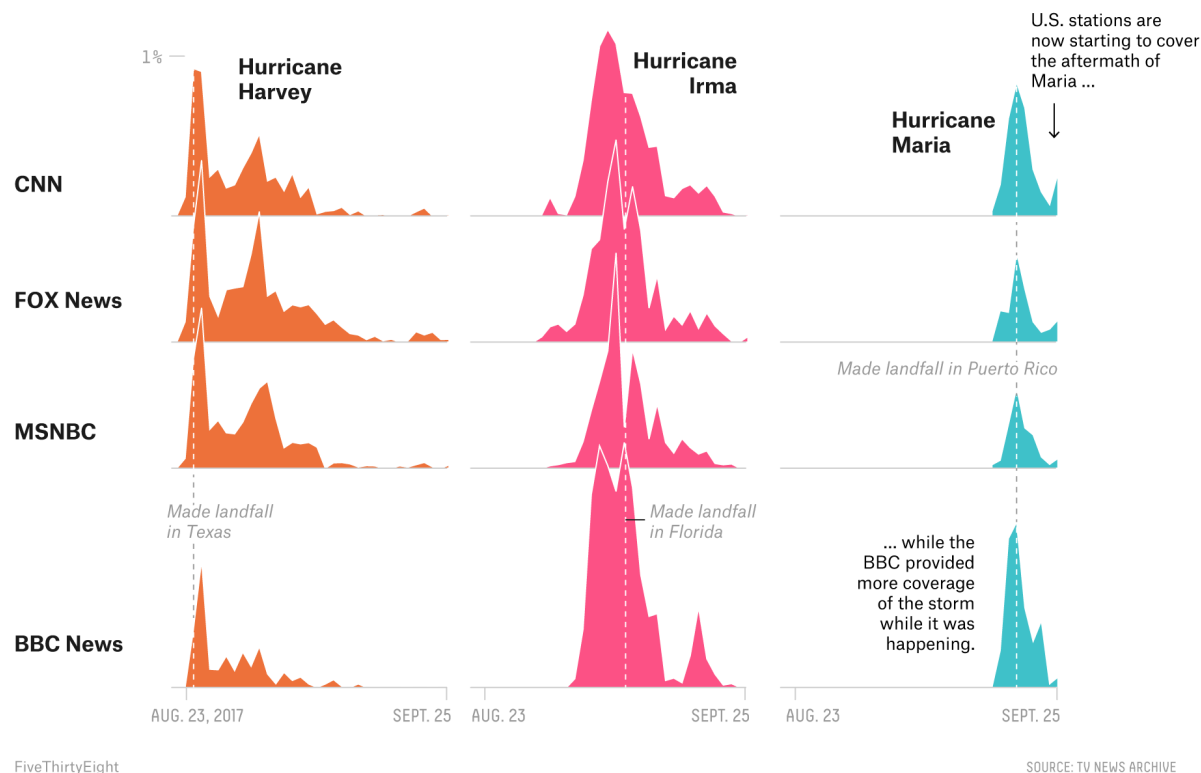 U.S. stations are
now starting to cover
the aftermath of
Maria ...
1%
Hurricane
Harvey
Hurricane
Irma
Hurricane
Maria
CNN
FOX News
Made landfall in Puerto Rico
MSNBC
Made landfall
in Texas
Made landfall
in Florida
... while the
BBC provided
more coverage
of the storm
while it was
happening.
BBC News
AUG. 23, 2017
SEPT. 25
AUG. 23
SEPT. 25
AUG. 23
SEPT. 25
FiveThirtyEight
SOURCE: TV NEWS ARCHIVE